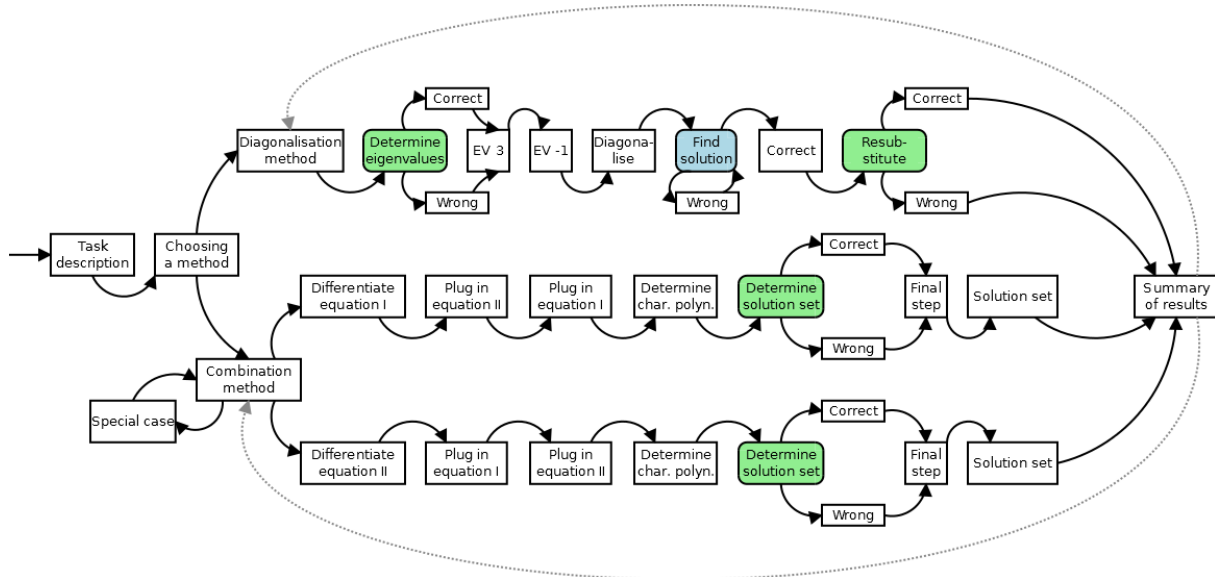 Correct
Correct
Diagonalisation
method
Determine
eigenvalues
EV 3
EV -1
Diagona-
lise
Find
solution
Correct
Resub-
stitute
Wrong
Wrong
Wrong
Task
description
Choosing
a method
Correct
Differentiate
equation I
Plug in
equation II
Plug in
equation I
Determine
char. polyn.
Determine
solution set
Final
step
Solution set
Summary
of results
Wrong
Combination
method
Special case
Correct
Differentiate
equation II
Plug in
equation I
Plug in
equation II
Determine
char. polyn.
Determine
solution set
Final
step
Solution set
Wrong